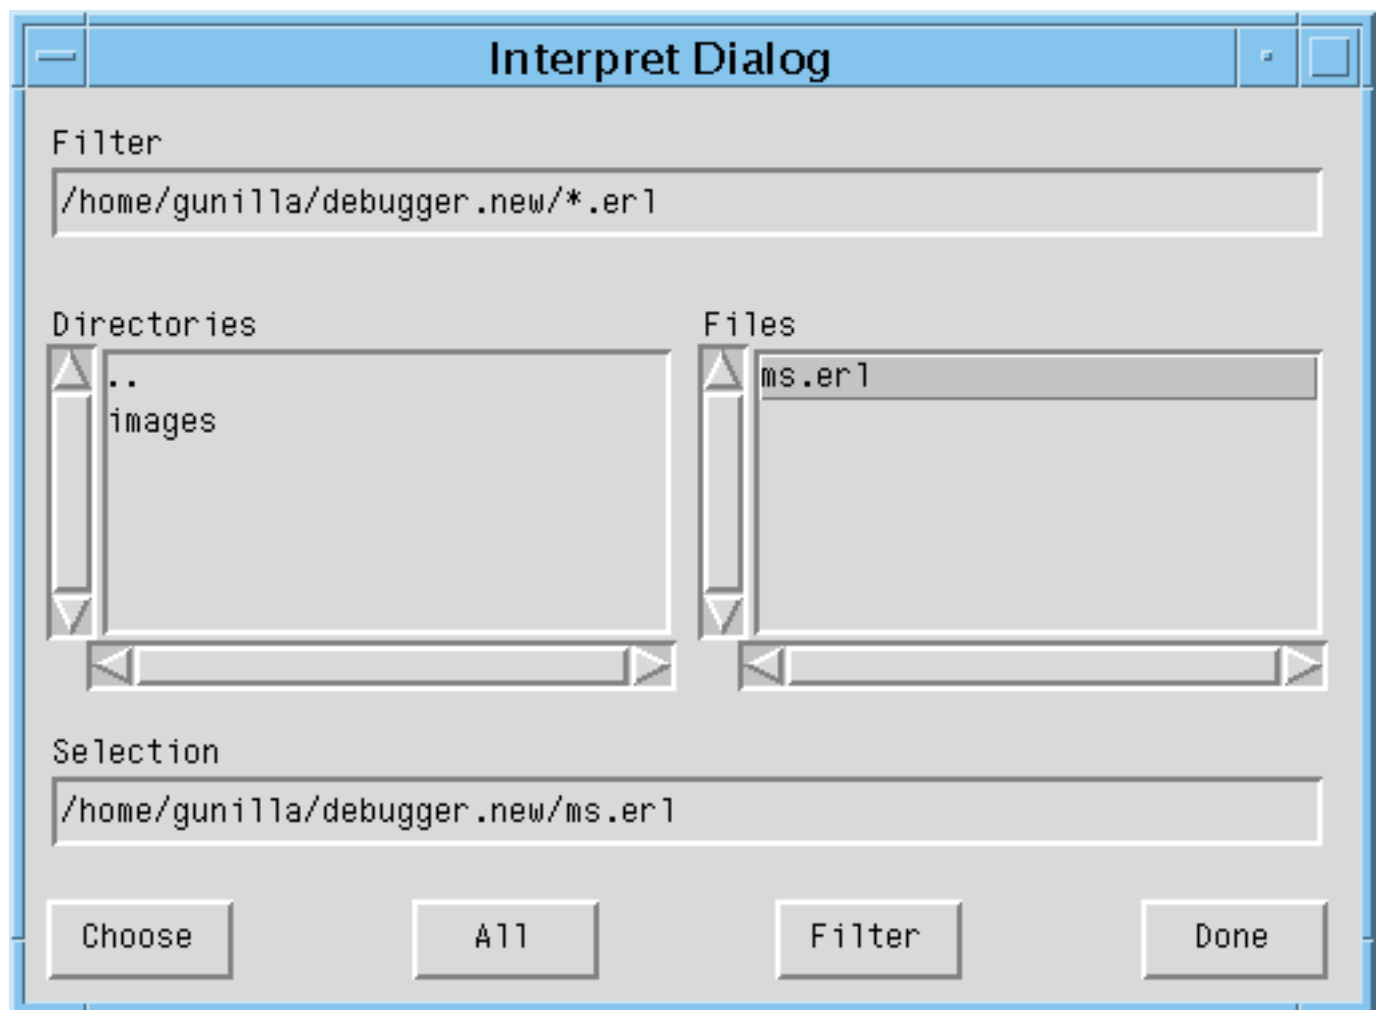 Interpret Dialog
Filter
/home/gunilla/debugger.new/*.erl
Directories
Files
..
images
ms.erl
Selection
/home/gunilla/debugger.new/ms.erl
Choose
All
Filter
Done